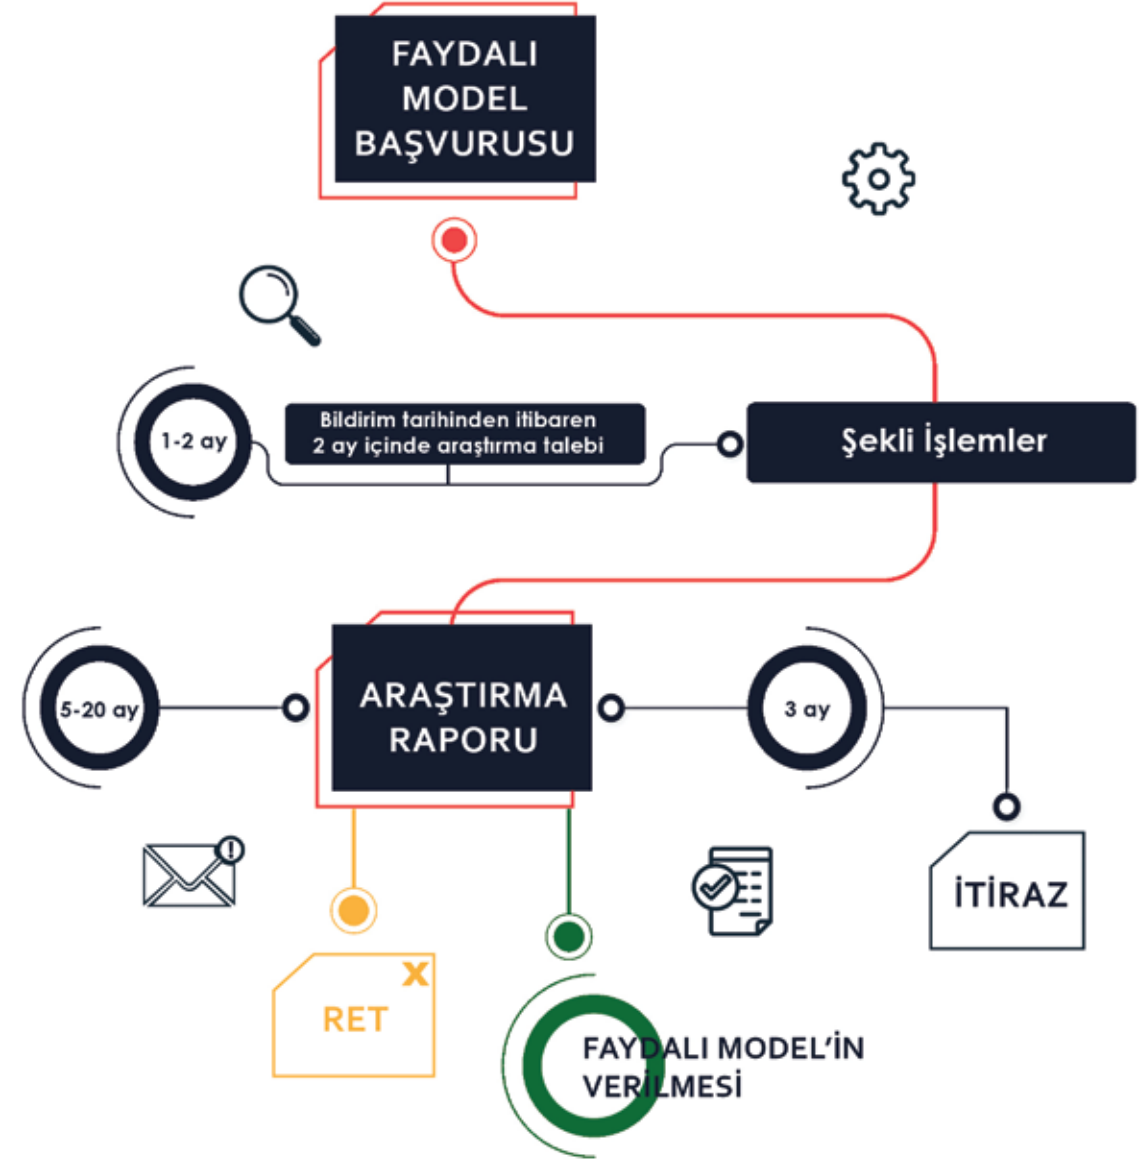 FAYDALI
MODEL
BAŞVURUSU
1-2 ay
Bildirim tarihinden itibaren
2 ay içinde araştırma talebi
Şekli İşlemler
5-20 ay
ARAŞTIRMA
RAPORU
3 ay
İTİRAZ
X
RET
FAYDALI MODEL’İN
VERİLMESİ